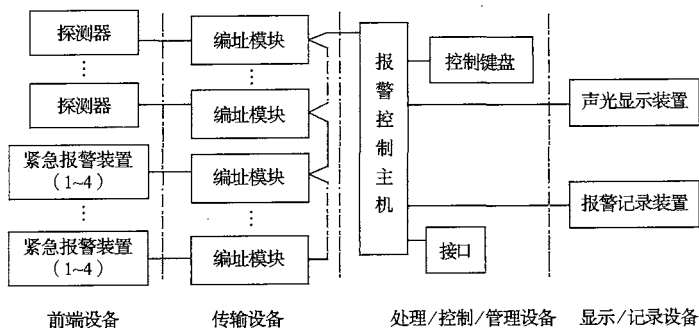 探测器
编址模块
报警控制主机
控制键盘
探测器
编址模块
声光显示装置
紧急报警装置
(1~4)
编址模块
报警记录装置
紧急报警装置
(1~4)
编址模块
接口
前端设备
传输设备
处理/控制/管理设备
显示/记录设备